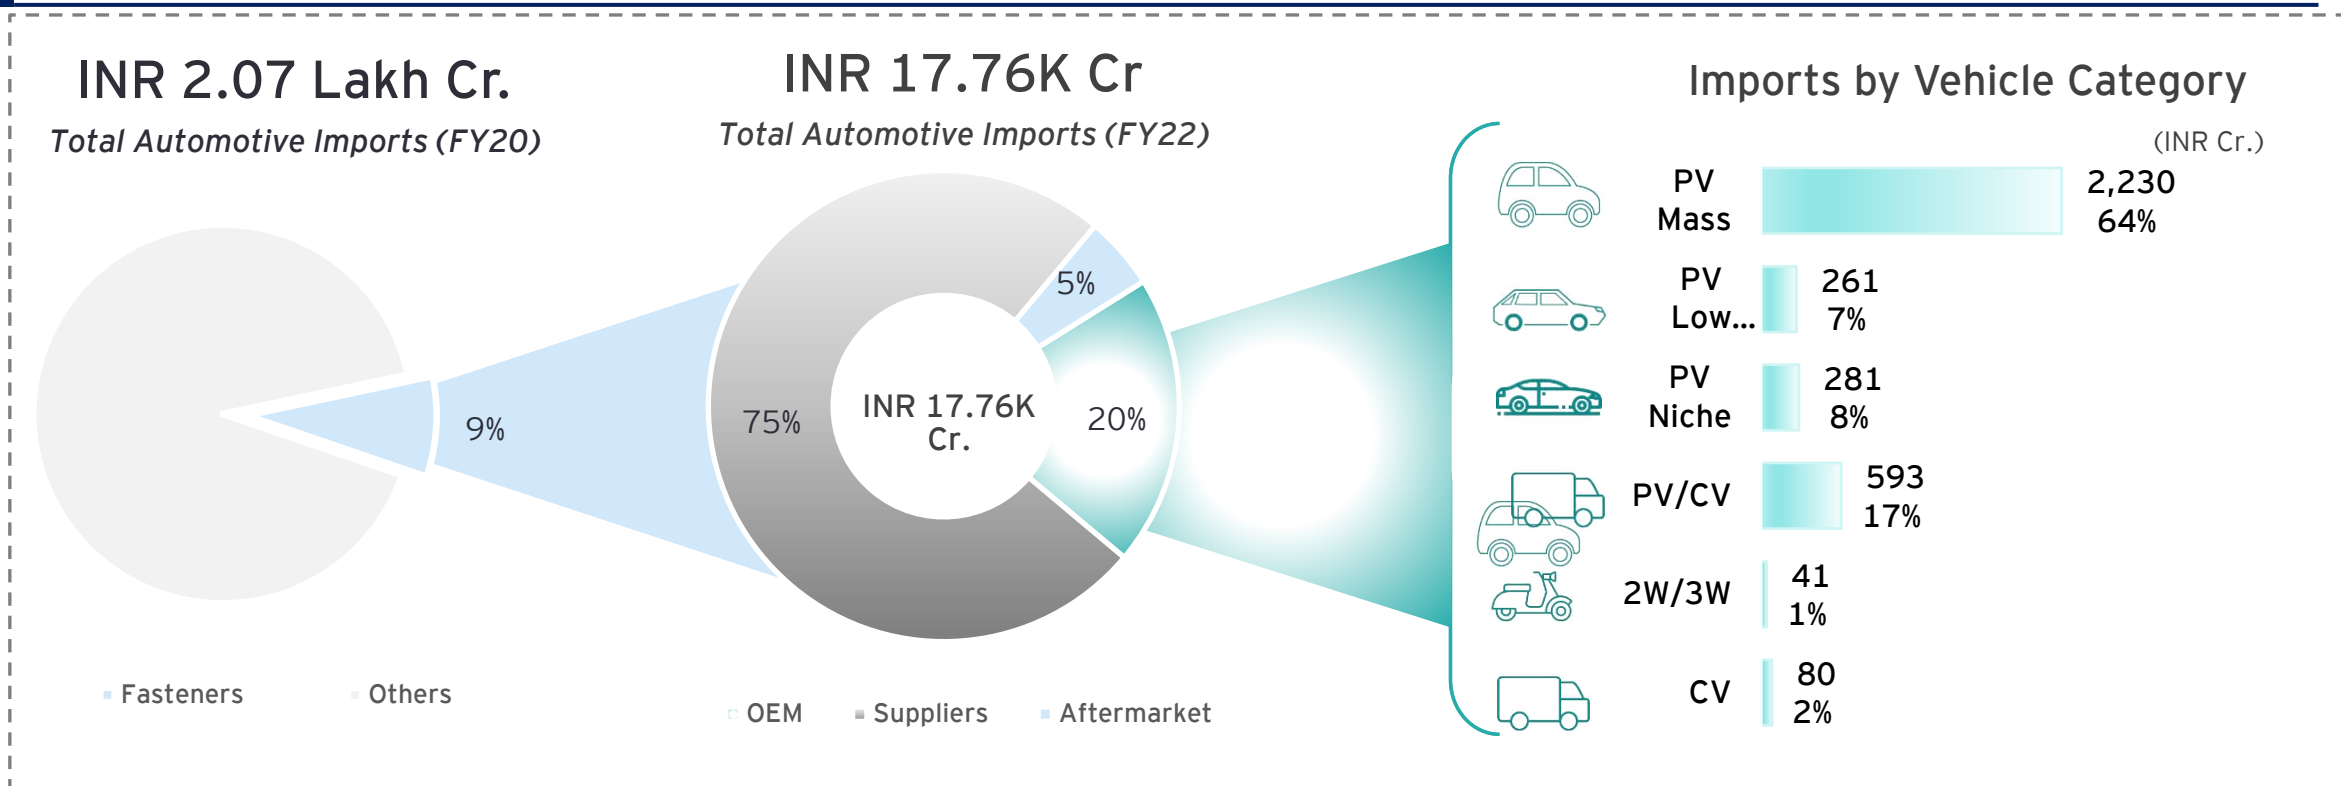 INR 2.07 Lakh Cr.
Total Automotive Imports (FY20)
9%
Fasteners
Others
INR 17.76K Cr
Total Automotive Imports (FY22)
5%
75%
INR 17.76K
Cr.
20%
OEM
Suppliers
Aftermarket
Imports by Vehicle Category
(INR Cr.)
PV
Mass
2,230
64%
PV
Low...
261
7%
PV
Niche
281
8%
PV/CV
593
17%
2W/3W
41
1%
CV
80
2%